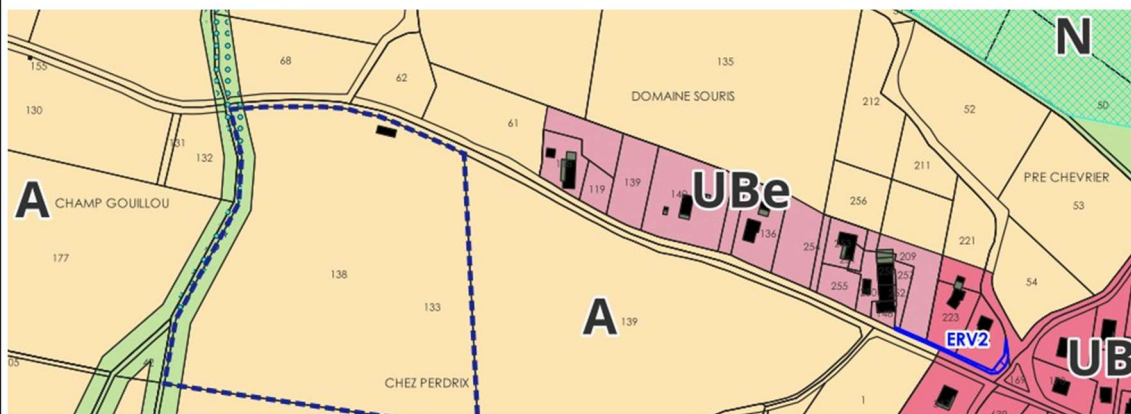 N
68
135
155
62
DOMAINE SOURIS
212
50
130
52
61
131
132
211
PRE CHEVRIER
119
139
UBe
A
CHAMP GOUILLOU
256
53
136
221
177
209
138
255
54
133
A
139
223
ERV2
UB
CHEZ PERDRIX
169
1